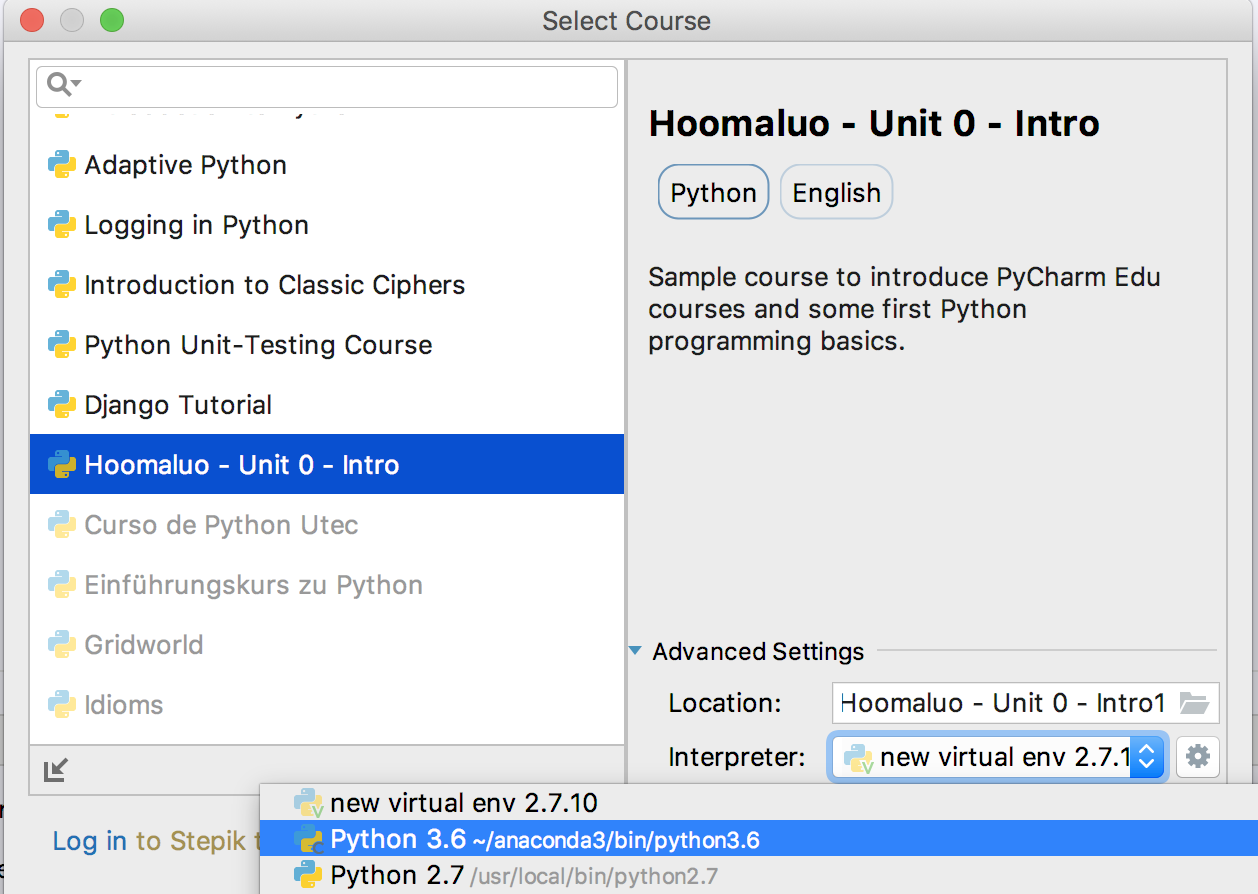 Select Course
Adaptive Python
Logging in Python
Introduction to Classic Ciphers
Python Unit-Testing Course
Django Tutorial
Hoomaluo - Unit 0 - Intro
Curso de Python Utec
Einführungskurs zu Python
Gridworld
Idioms
Log in to Stepik
Hoomaluo - Unit 0 - Intro
Python English
Sample course to introduce PyCharm Edu
courses and some first Python
programming basics.
Advanced Settings
Location: Hoomaluo - Unit 0 - Intro1
Interpreter: new virtual env 2.7.1
new virtual env 2.7.10
Python 3.6 ~/anaconda3/bin/python3.6
Python 2.7 /usr/local/bin/python2.7